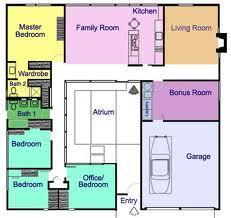 Kitchen
Master
Bedroom
Family Room
Living Room
Wardrobe
Bath 2
Bath 1
Atrium
Laundry
Bonus Room
Bedroom
Garage
Bedroom
Office/
Bedroom
Entry